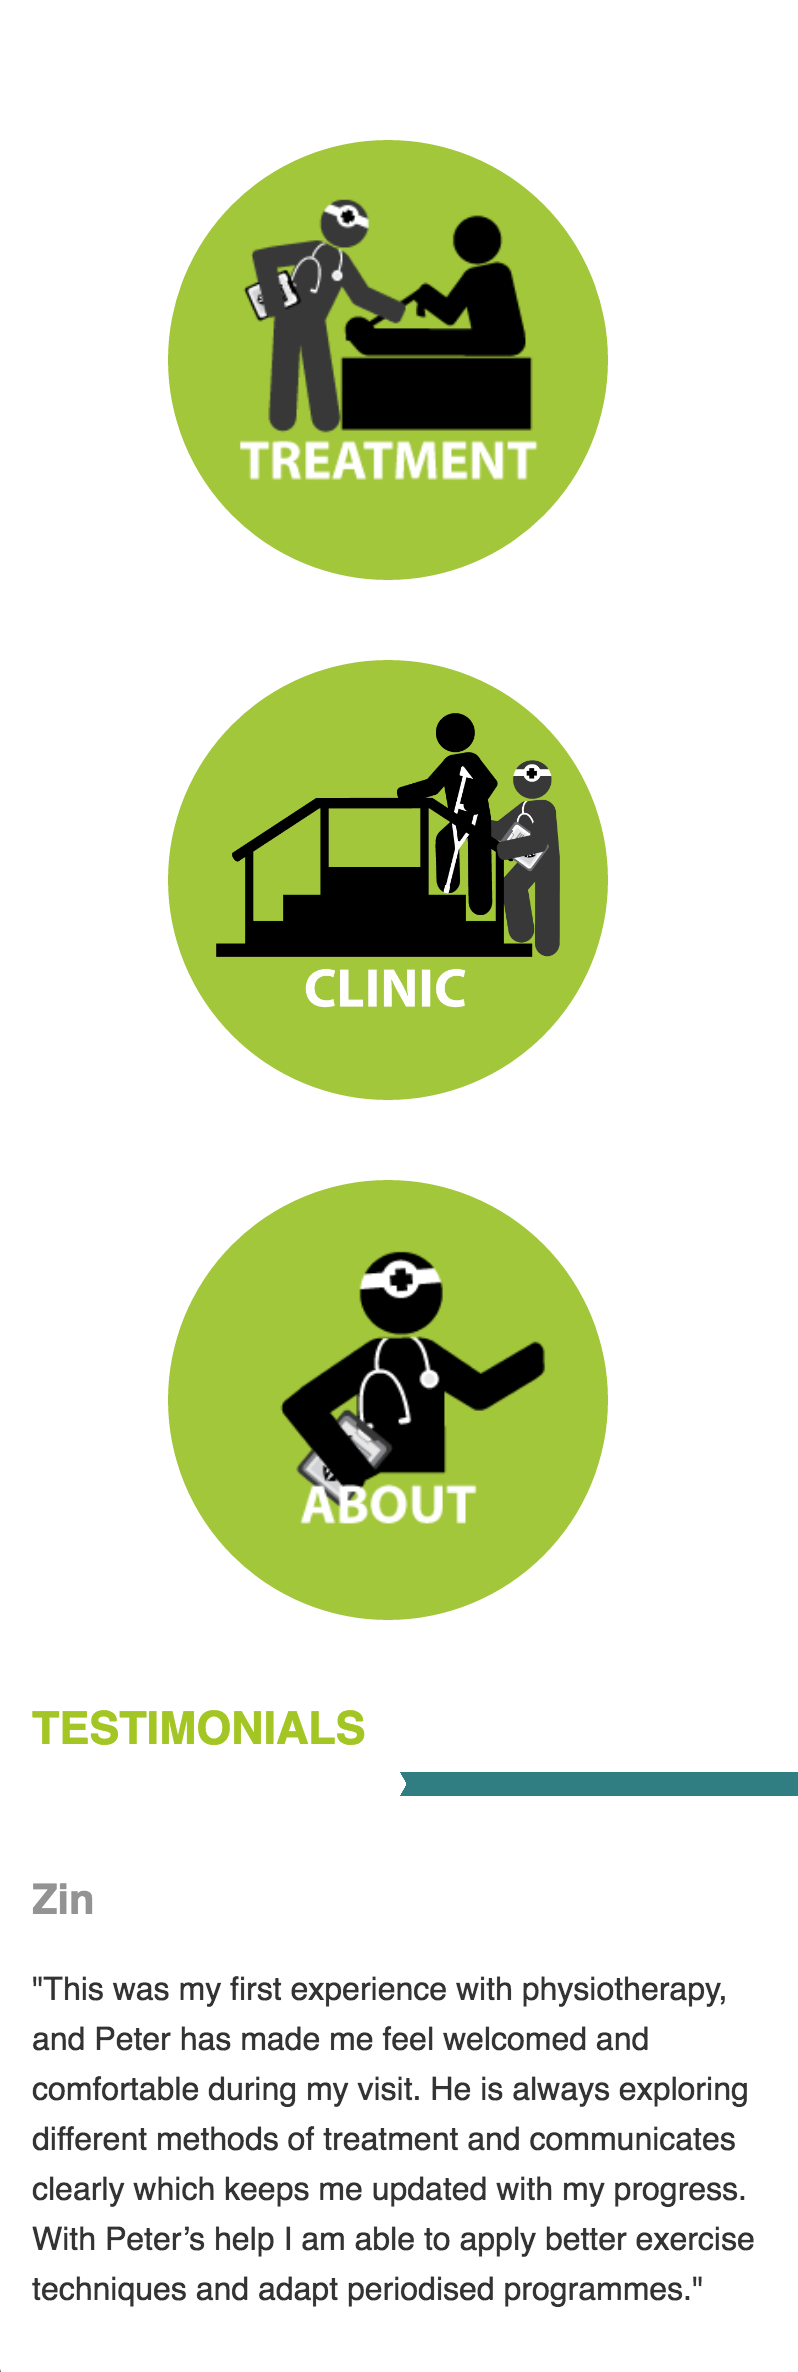 TREATMENT
CLINIC
ABOUT
TESTIMONIALS
Zin
"This was my first experience with physiotherapy,
and Peter has made me feel welcomed and
comfortable during my visit. He is always exploring
different methods of treatment and communicates
clearly which keeps me updated with my progress.
With Peter’s help I am able to apply better exercise
techniques and adapt periodised programmes."